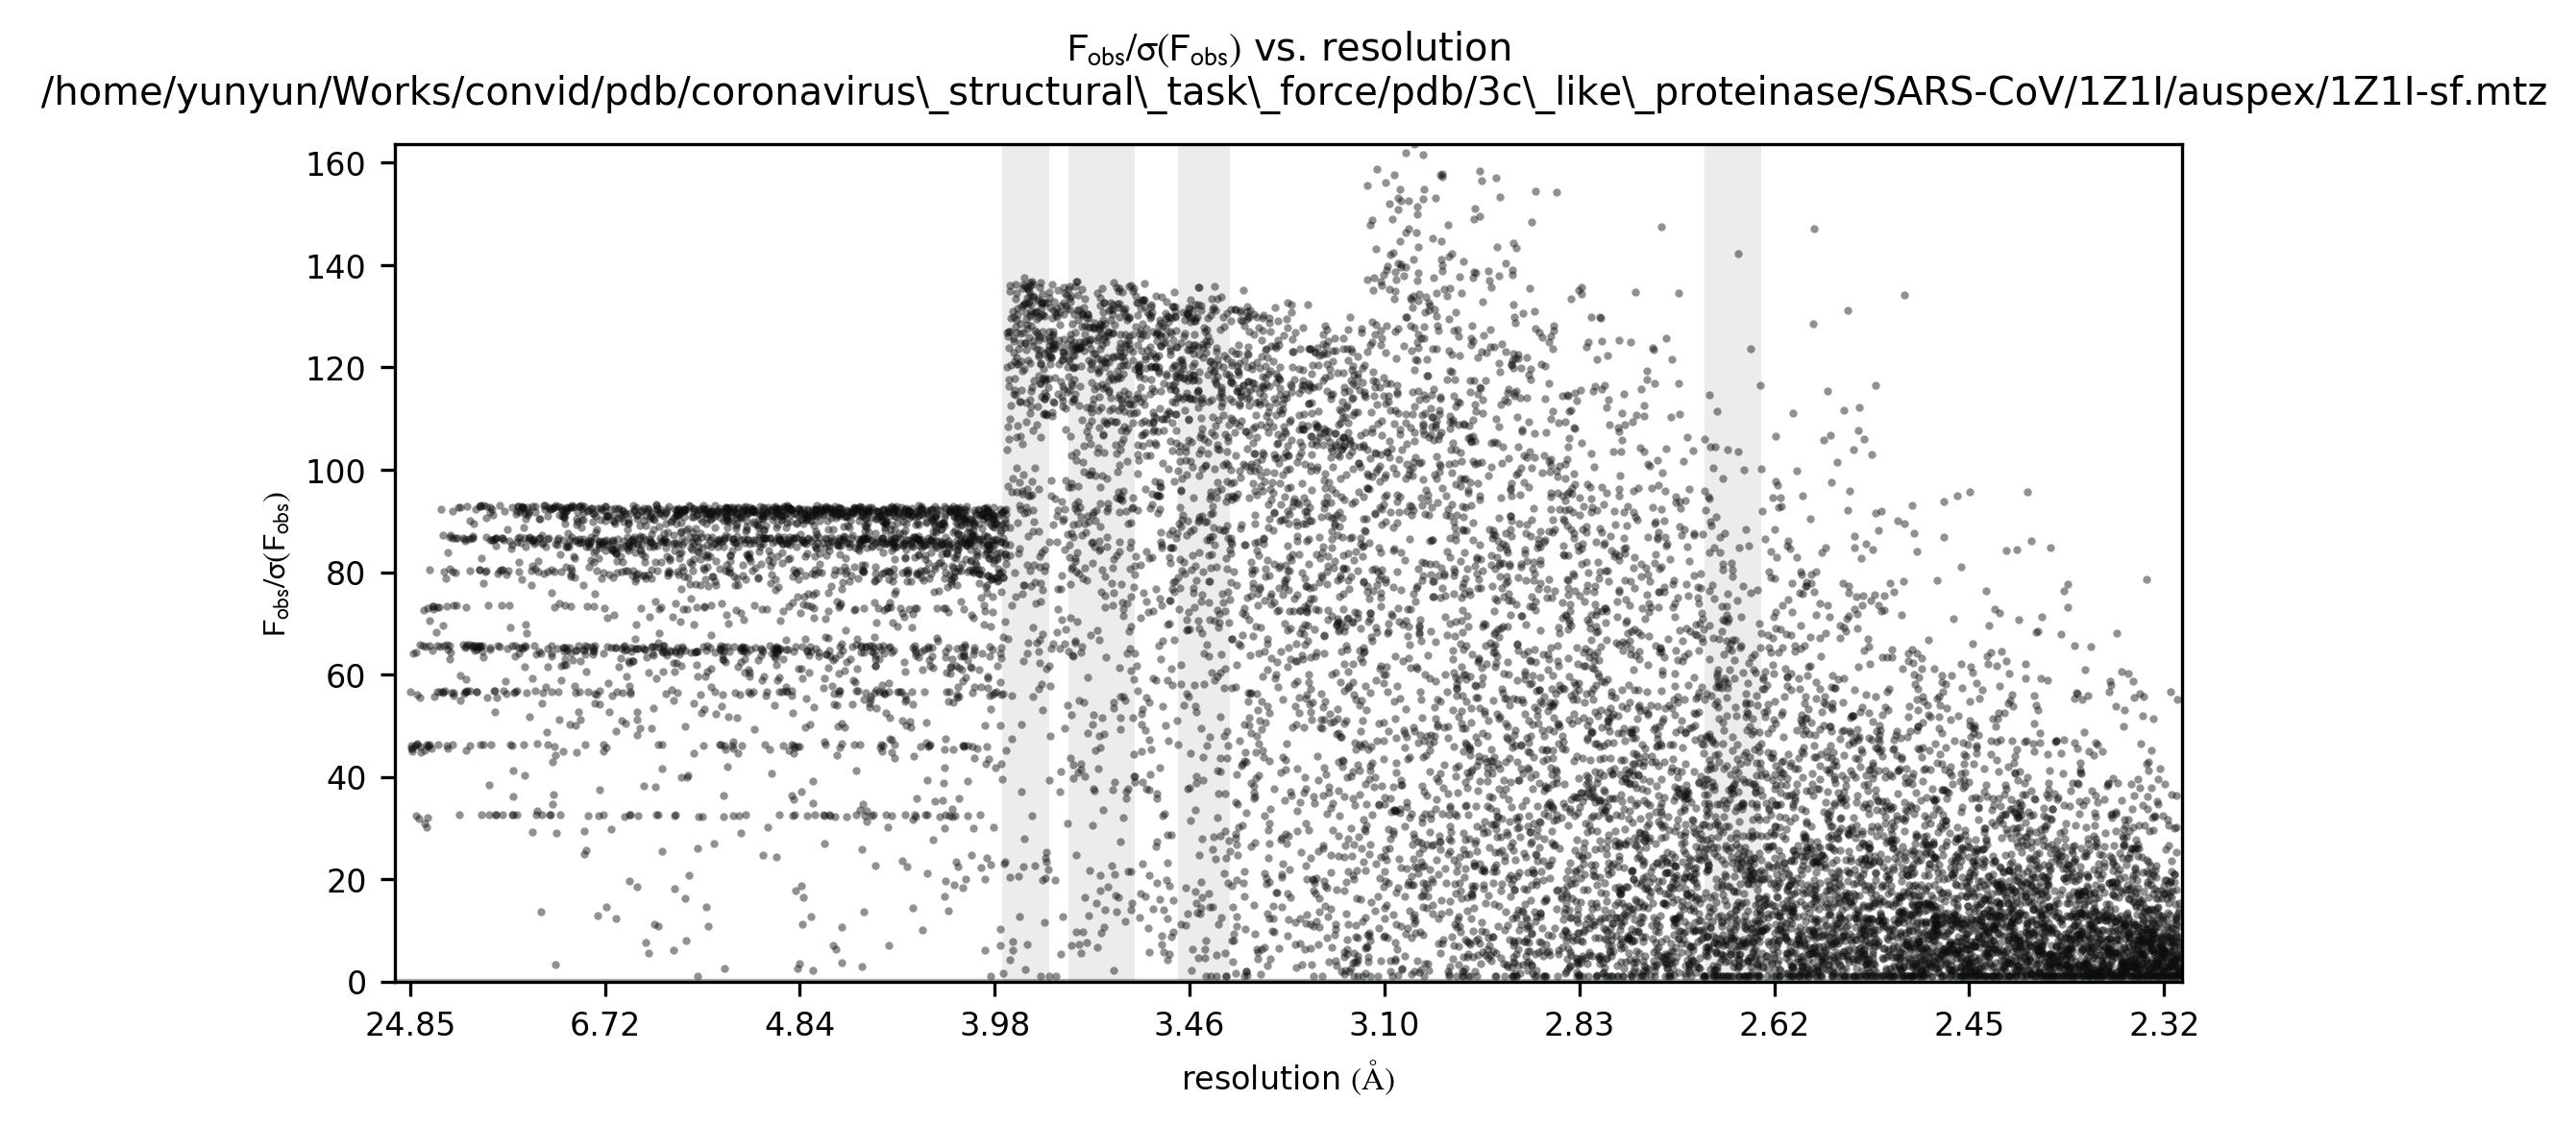 Fobs/σ(Fobs) vs. resolution
/home/yunyun/Works/convid/pdb/coronavirus\_structural\_task\_force/pdb/3c\_like\_proteinase/SARS-CoV/1Z1I/auspex/1Z1I-sf.mtz
Fobs/σ(Fobs)
160
140
120
100
80
60
40
20
0
24.85 6.72 4.84 3.98 3.46 3.10 2.83 2.62 2.45 2.32
resolution (Å)